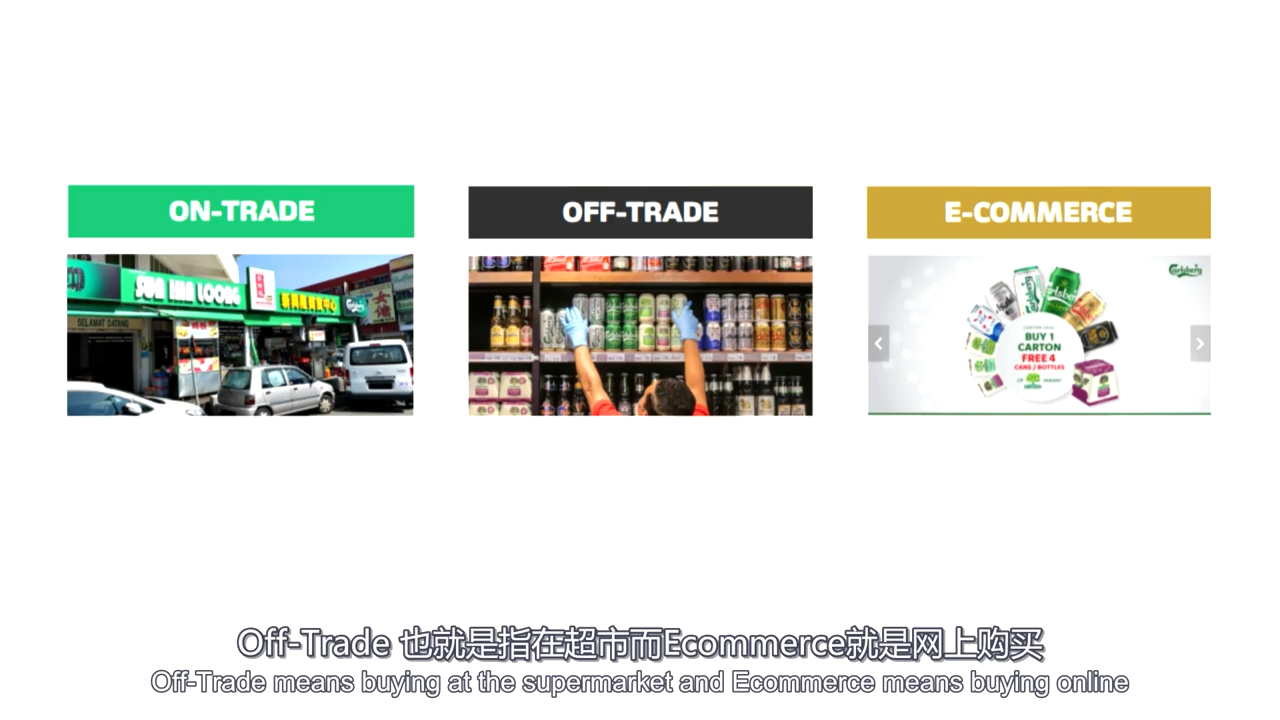 ON-TRADE
OFF-TRADE
E-COMMERCE
SUN HIN LOONG
SELAMAT DATANG
Carlsberg
BUY 1
CARTON
FREE 4
CANS / BOTTLES
Off-Trade 也就是指在超市而Ecommerce就是网上购买
Off-Trade means buying at the supermarket and Ecommerce means buying online